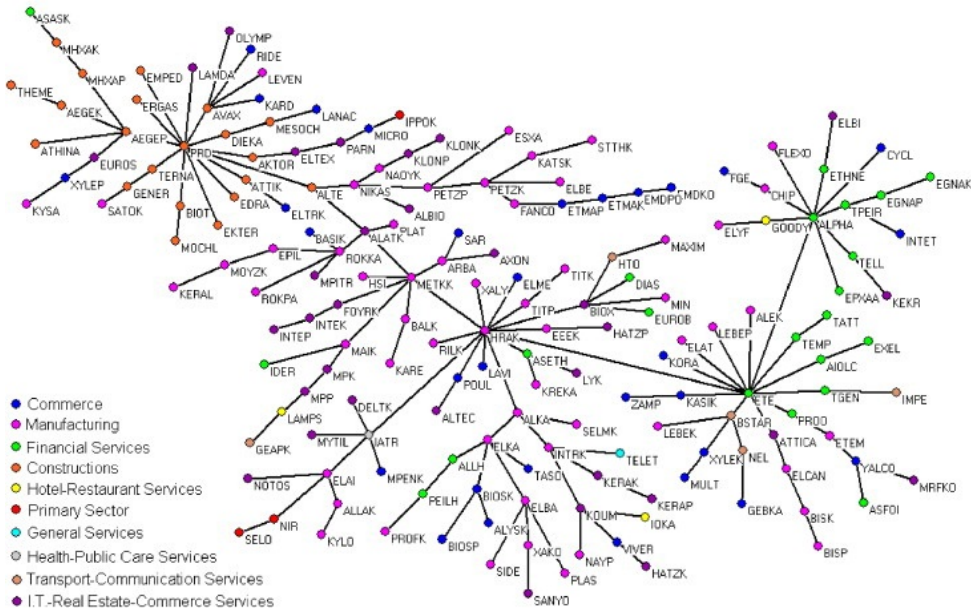 ASASK
OLYMP
MHXAK
RIDE
ELBI
MHXAP
EMPED
LAMDA
LEVEN
FLEXO
CYCL
THEME
ERGAS
KARD
LANAC
ESXA
ETHNE
AEGEK
AVAX
MESOCH
IPPOK
KLONK
STTHK
FGE
EGNAK
AEGEP
DIEKA
MICRO
KATSK
CHIP
EGNAP
ATHINA
PRD
PARN
KLONP
TPEIR
EUROS
AKTOR
ELTEX
NAOYK
ELYF
GOODY
ALPHA
INTET
XYLEP
TERNA
ATTIK
ALTE
NIKAS
PETZP
PETZK
ELBE
EMDKO
GENER
EDRA
EMDPO
ETMAK
ETMAP
FANCO
KYSA
SATOK
BIOT
ELTRK
ALBIO
TELL
EKTER
PLAT
BASIK
ALATK
SAR
MAXIM
MOCHL
EPIL
ROKKA
AXON
HTO
EPXAA
KEKR
MOYZK
ARBA
KERAL
MPITR
HSI
METKK
XALY
ELME
TITK
DIAS
ROKPA
FOYRK
TITP
BIOX
MIN
ALEK
INTEK
BALK
EUROB
LEBEP
TATT
INTEP
HRAK
EEEK
HATZP
ELAT
TEMP
MAIK
RILK
KORA
EXEL
IDER
KARE
LAVI
ASETH
AIOLC
MPK
POUL
LYK
KREKA
ZAMP
KASIK
ETE
TGEN
IMPE
MPP
DELTK
ALTEC
ALKA
PROD
LAMPS
BSTAR
MYTIL
IATR
SELMK
LEBEK
ATTICA
ETEM
GEAPK
ELKA
INTRK
TELET
XYLEK
NEL
YALCO
ALLH
MPENK
TASO
ELCAN
MRFKO
NOTOS
ELAI
KERAK
MULT
PEILH
BIOSK
KERAP
GEBKA
ASFOI
ALLAK
ELBA
KOUM
IOKA
BISK
NIR
ALYSK
SELO
KYLO
PROFK
BIOSP
XAKO
VIVER
BISP
SIDE
NAYP
PLAS
HATZK
SANYO
Commerce
Manufacturing
Financial Services
Constructions
Hotel-Restaurant Services
Primary Sector
General Services
Health-Public Care Services
Transport-Communication Services
I.T.-Real Estate-Commerce Services